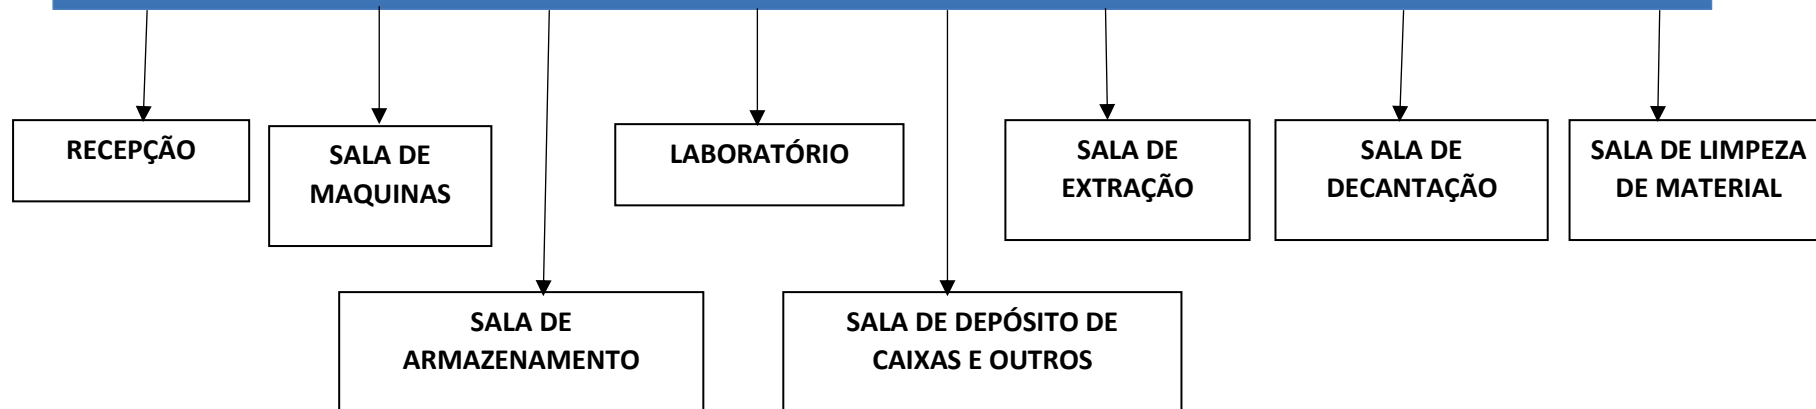 RECEPÇÃO
SALA DE
MAQUINAS
LABORATÓRIO
SALA DE
EXTRAÇÃO
SALA DE
DECANTAÇÃO
SALA DE LIMPEZA
DE MATERIAL
SALA DE
ARMAZENAMENTO
SALA DE DEPÓSITO DE
CAIXAS E OUTROS